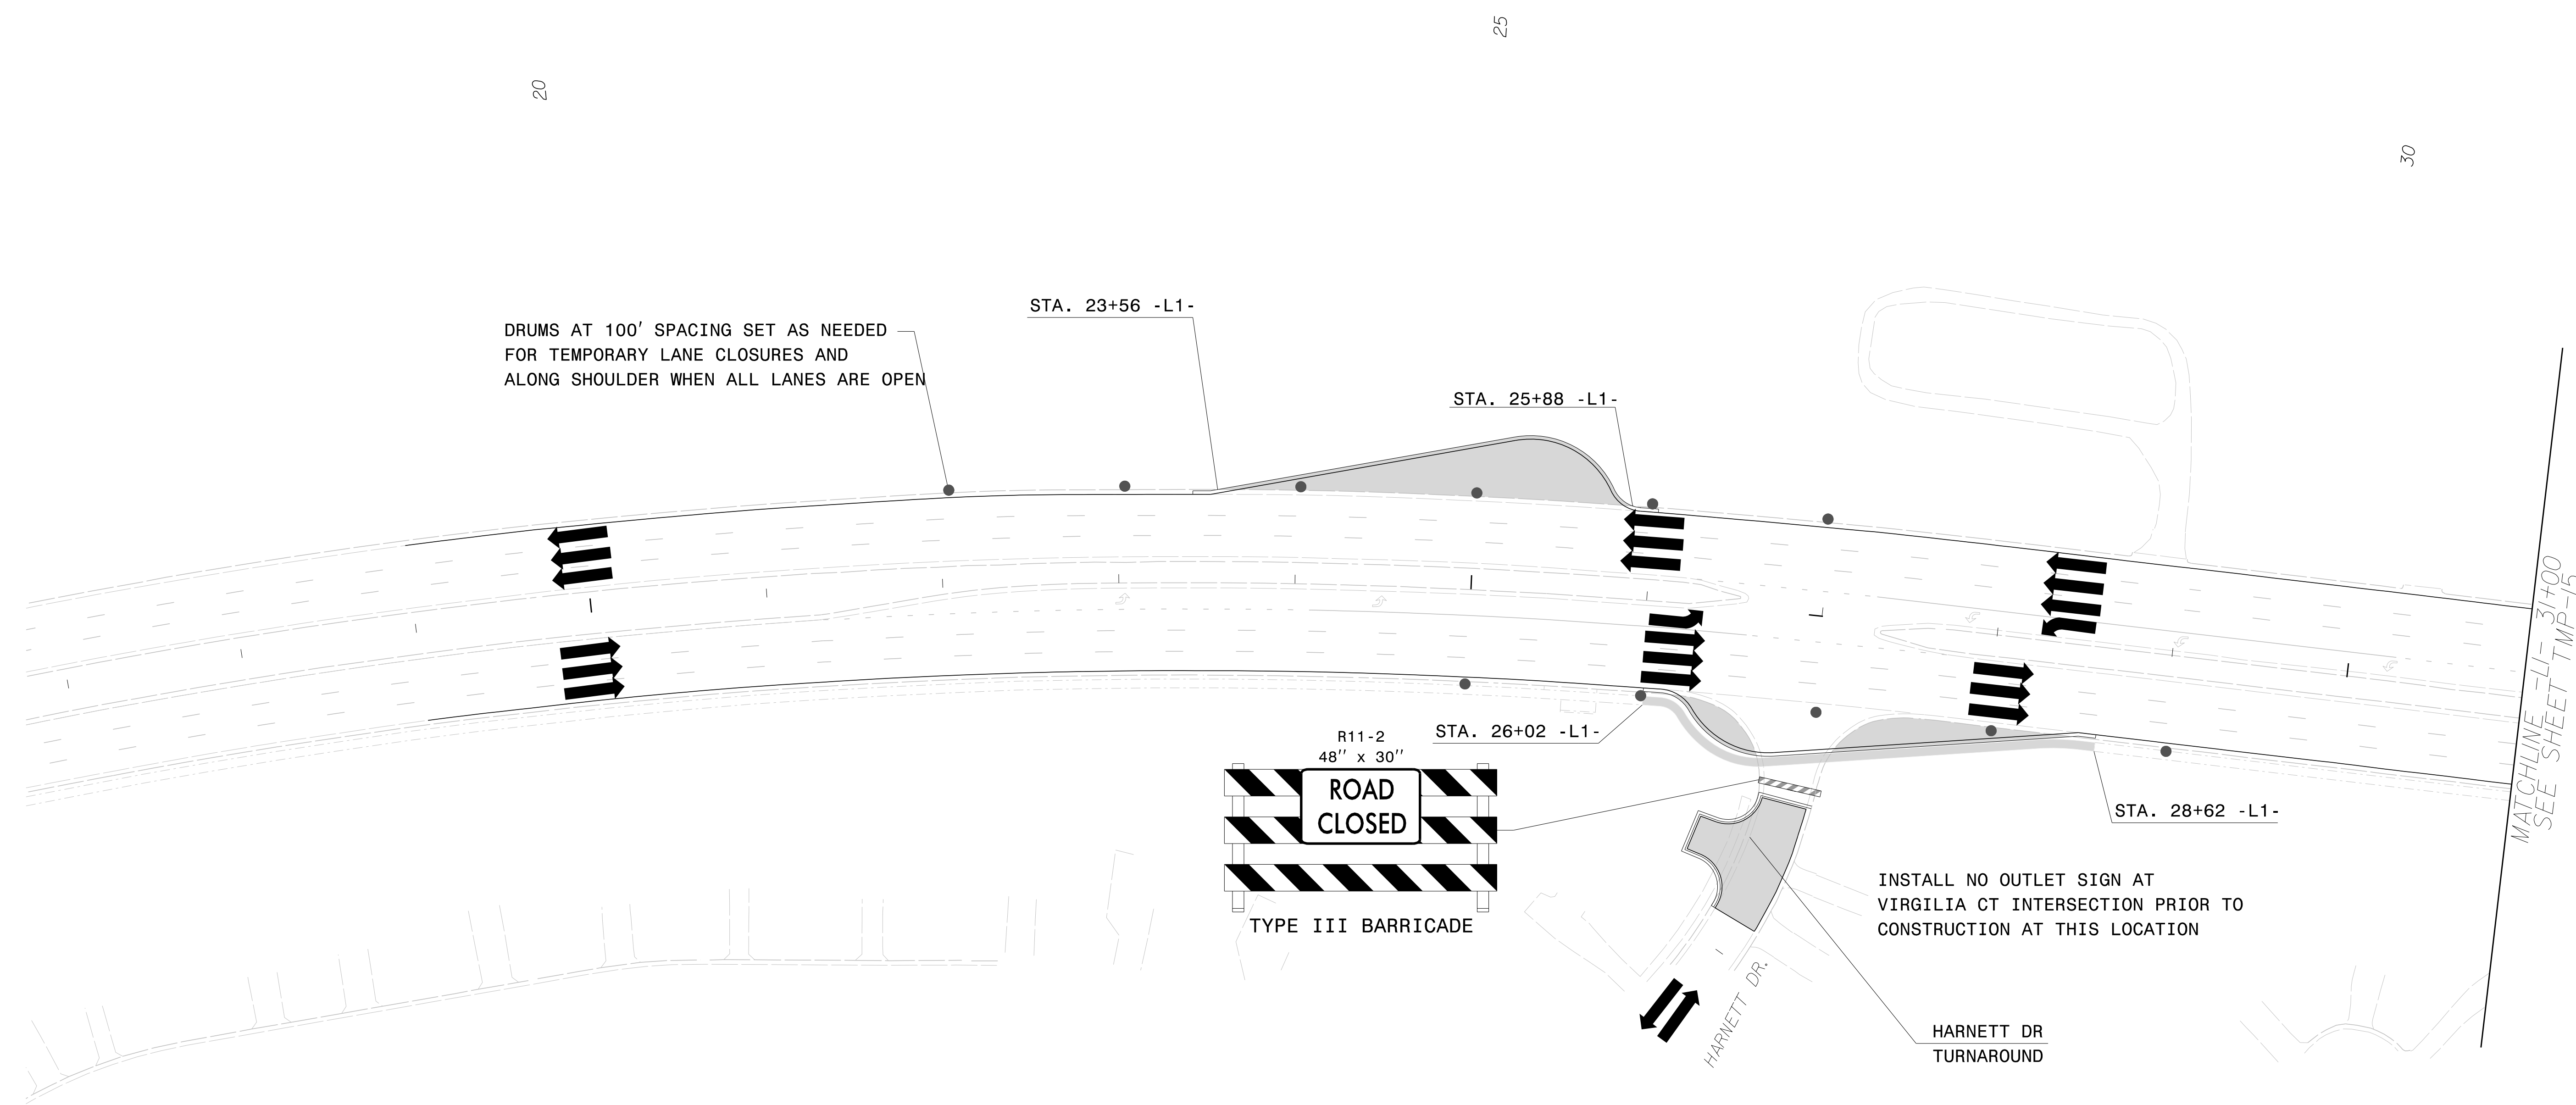 25
20
30
STA. 23+56 -L1-
DRUMS AT 100' SPACING SET AS NEEDED
FOR TEMPORARY LANE CLOSURES AND
ALONG SHOULDER WHEN ALL LANES ARE OPEN
STA. 25+88 -L1-
L
MATCHLINE -L1- 31+00
SEE SHEET TMP-15
STA. 26+02 -L1-
R11-2
48'' x 30''
ROAD
CLOSED
TYPE III BARRICADE
STA. 28+62 -L1-
INSTALL NO OUTLET SIGN AT
VIRGILIA CT INTERSECTION PRIOR TO
CONSTRUCTION AT THIS LOCATION
HARNETT DR.
HARNETT DR
TURNAROUND